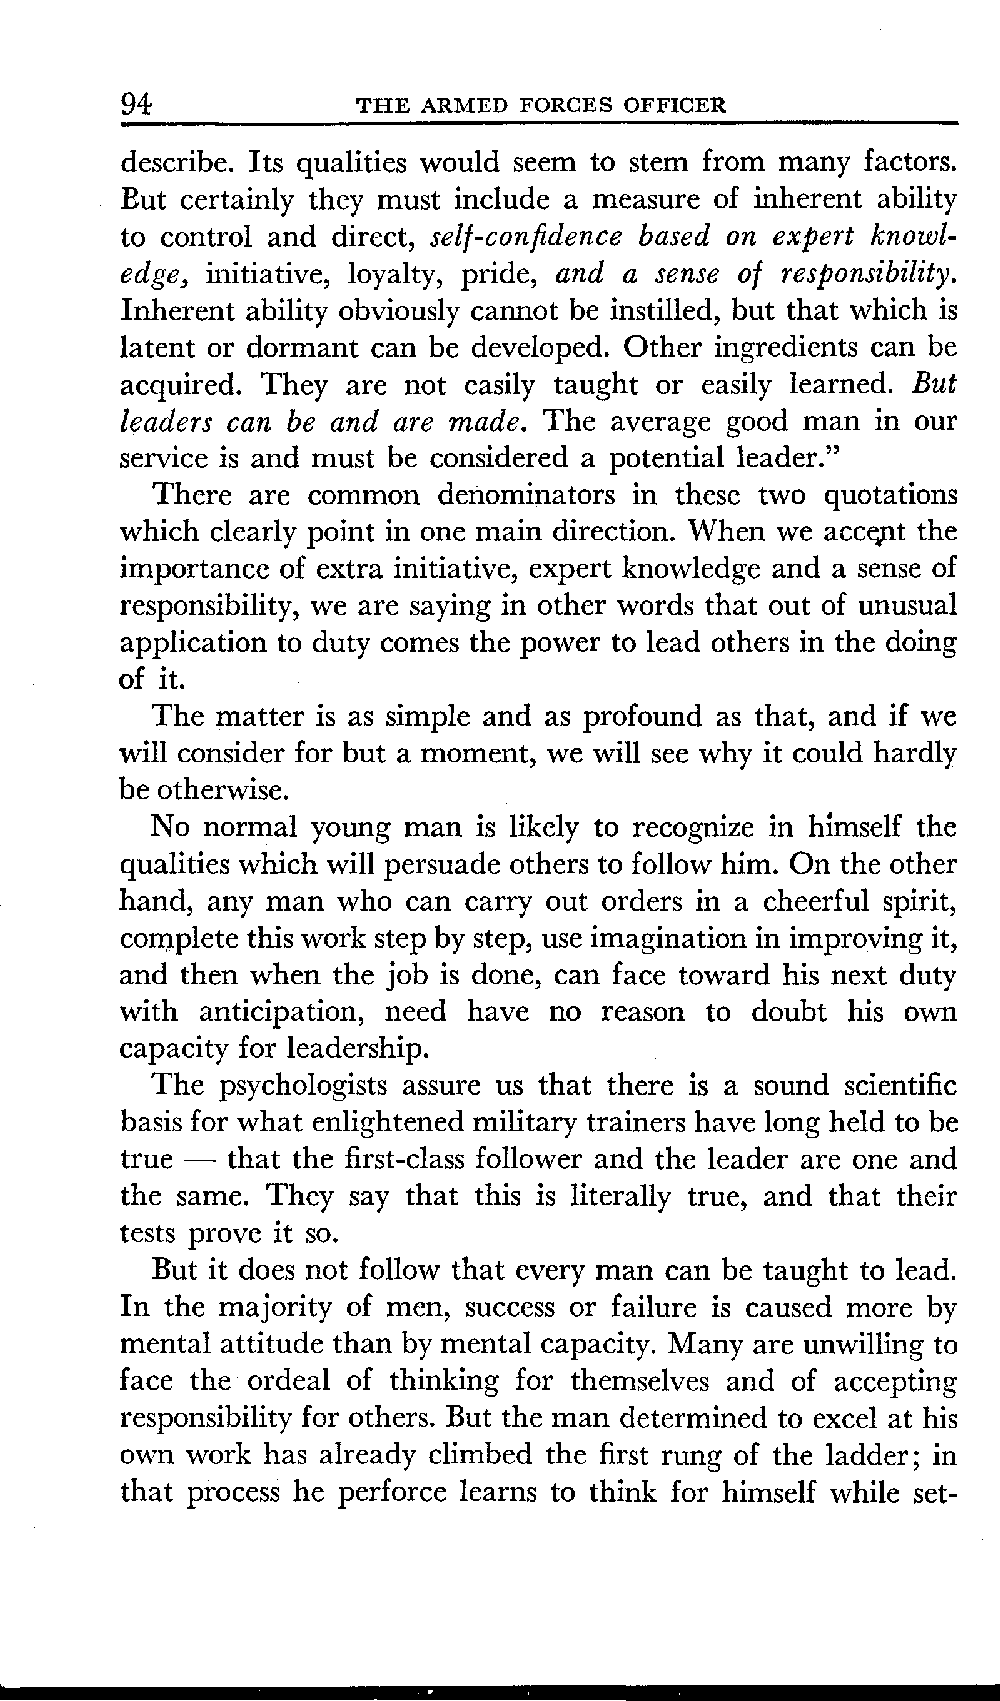 94 THE ARMED FORCES OFFICER
describe. Its qualities would seem to stem from many factors.
But certainly they must include a measure of inherent ability
to control and direct, self-confidence based on expert knowl-
edge, initiative, loyalty, pride, and a sense of responsibility.
Inherent ability obviously cannot be instilled, but that which is
latent or dormant can be developed. Other ingredients can be
acquired. They are not easily taught or easily learned. But
leaders can be and are made. The average good man in our
service is and must be considered a potential leader.”
There are common denominators in these two quotations
which clearly point in one main direction. When we accept the
importance of extra initiative, expert knowledge and a sense of
responsibility, we are saying in other words that out of unusual
application to duty comes the power to lead others in the doing
of it.
The matter is as simple and as profound as that, and if we
will consider for but a moment, we will see why it could hardly
be otherwise.
No normal young man is likely to recognize in himself the
qualities which will persuade others to follow him. On the other
hand, any man who can carry out orders in a cheerful spirit,
complete this work step by step, use imagination in improving it,
and then when the job is done, can face toward his next duty
with anticipation, need have no reason to doubt his own
capacity for leadership.
The psychologists assure us that there is a sound scientific
basis for what enlightened military trainers have long held to be
true — that the first-class follower and the leader are one and
the same. They say that this is literally true, and that their
tests prove it so.
But it does not follow that every man can be taught to lead.
In the majority of men, success or failure is caused more by
mental attitude than by mental capacity. Many are unwilling to
face the ordeal of thinking for themselves and of accepting
responsibility for others. But the man determined to excel at his
own work has already climbed the first rung of the ladder; in
that process he perforce learns to think for himself while set-